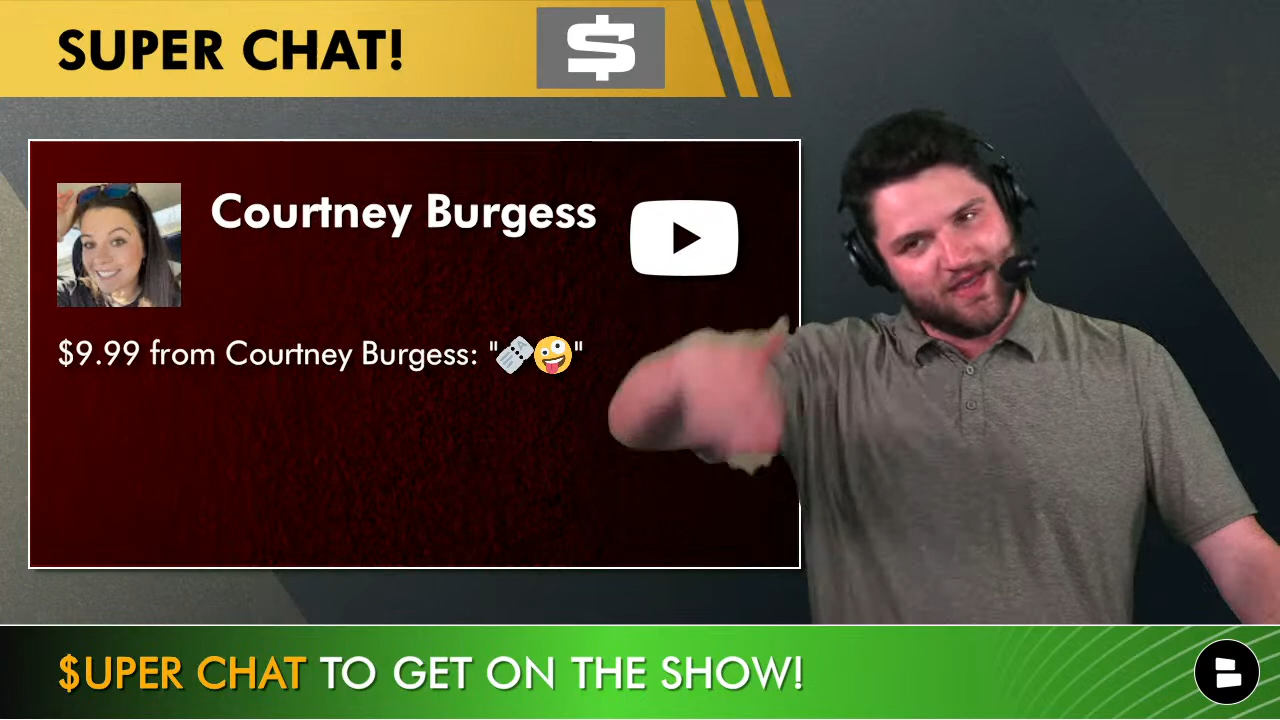 SUPER CHAT!
$
Courtney Burgess
$9.99 from Courtney Burgess: "🎟️🤪"
$UPER CHAT TO GET ON THE SHOW!